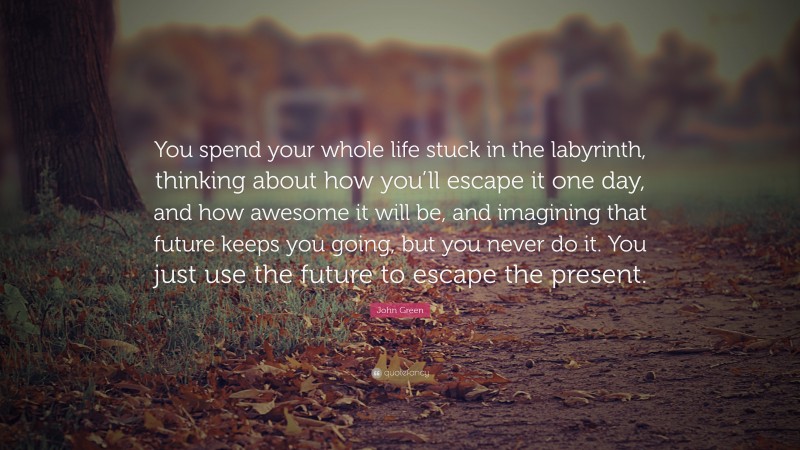 You spend your whole life stuck in the labyrinth,
thinking about how you’ll escape it one day,
and how awesome it will be, and imagining that
future keeps you going, but you never do it. You
just use the future to escape the present.
John Green
quotefancy